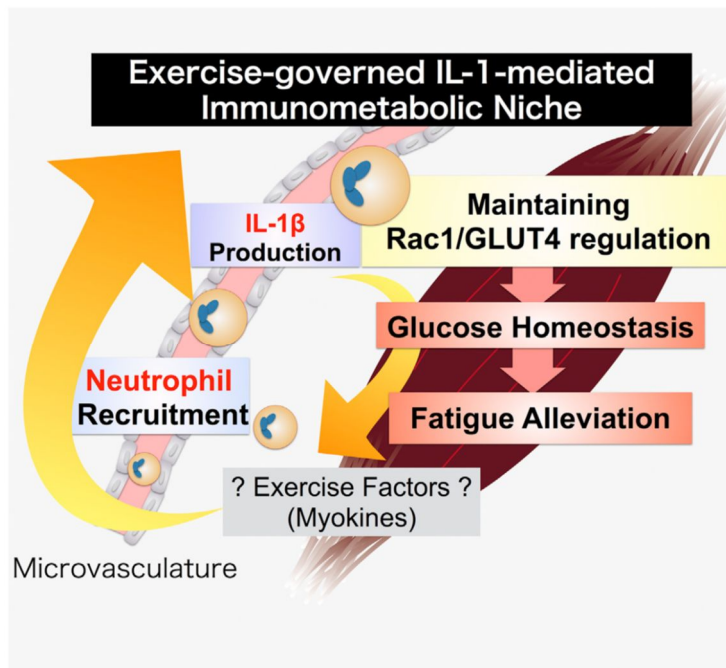 Exercise-governed IL-1-mediated
Immunometabolic Niche
IL-1β
Production
Maintaining
Rac1/GLUT4 regulation
Glucose Homeostasis
Neutrophil
Recruitment
Fatigue Alleviation
? Exercise Factors ?
(Myokines)
Microvasculature